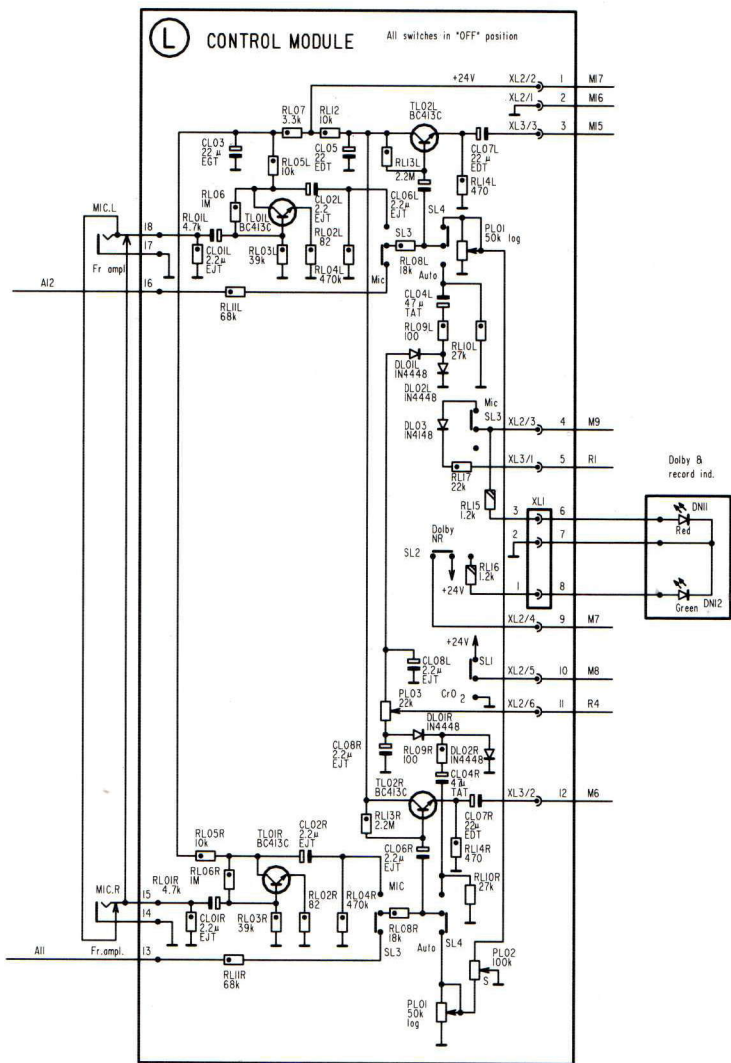 L CONTROL MODULE All switches in "OFF" position
+24V XL2/2 1 M17
XL2/1 2 M16
XL3/3 3 M15
RL07 3.3k
RL12 10k
TL02L BC413C
CL03 22µ EGT
RL05L 10k
CL05 22 EDT
RL13L 2.2M
CL07L 22µ EDT
RL14L 470
RL06 1M
CL02L 2.2 EJT
CL06L 2.2µ EJT
SL4
MIC.L
18
RL01L 4.7k
TL01L BC413C
RL02L 82
SL3
PL01 50k log
17
CL01L 2.2µ EJT
RL03L 39k
RL04L 470k
RL08L 18k
Fr ampl.
16
Mic
Auto
A12
RL11L 68k
CL04L 47µ TAT
RL09L 100
RL10L 27k
DL01L 1N4448
DL02L 1N4448
Mic SL3
DL03 1N4148
XL2/3 4 M9
XL3/1 5 R1
RL17 22k
Dolby & record ind.
RL15 1.2k
XL1
3 6 DN11 Red
2 7
Dolby NR
SL2
RL16 1.2k
+24V
1 8 Green DN12
XL2/4 9 M7
+24V
CL08L 2.2µ EJT
SL1
XL2/5 10 M8
PL03 22k
CrO2
XL2/6 11 R4
DL01R 1N4448
CL08R 2.2µ EJT
RL09R 100
DL02R 1N4448
CL04R 47µ TAT
TL02R BC413C
XL3/2 12 M6
RL13R 2.2M
CL07R 22µ EDT
RL05R 10k
TL01R BC413C
CL02R 2.2µ EJT
CL06R 2.2µ EJT
RL14R 470
RL06R 1M
RL10R 27k
MIC.R
15
RL01R 4.7k
RL02R 82
RL04R 470k
MIC
14
CL01R 2.2µ EJT
RL03R 39k
RL08R 18k
Fr.ampl.
13
SL3
Auto
SL4
A11
RL11R 68k
PL02 100k
S
PL01 50k log